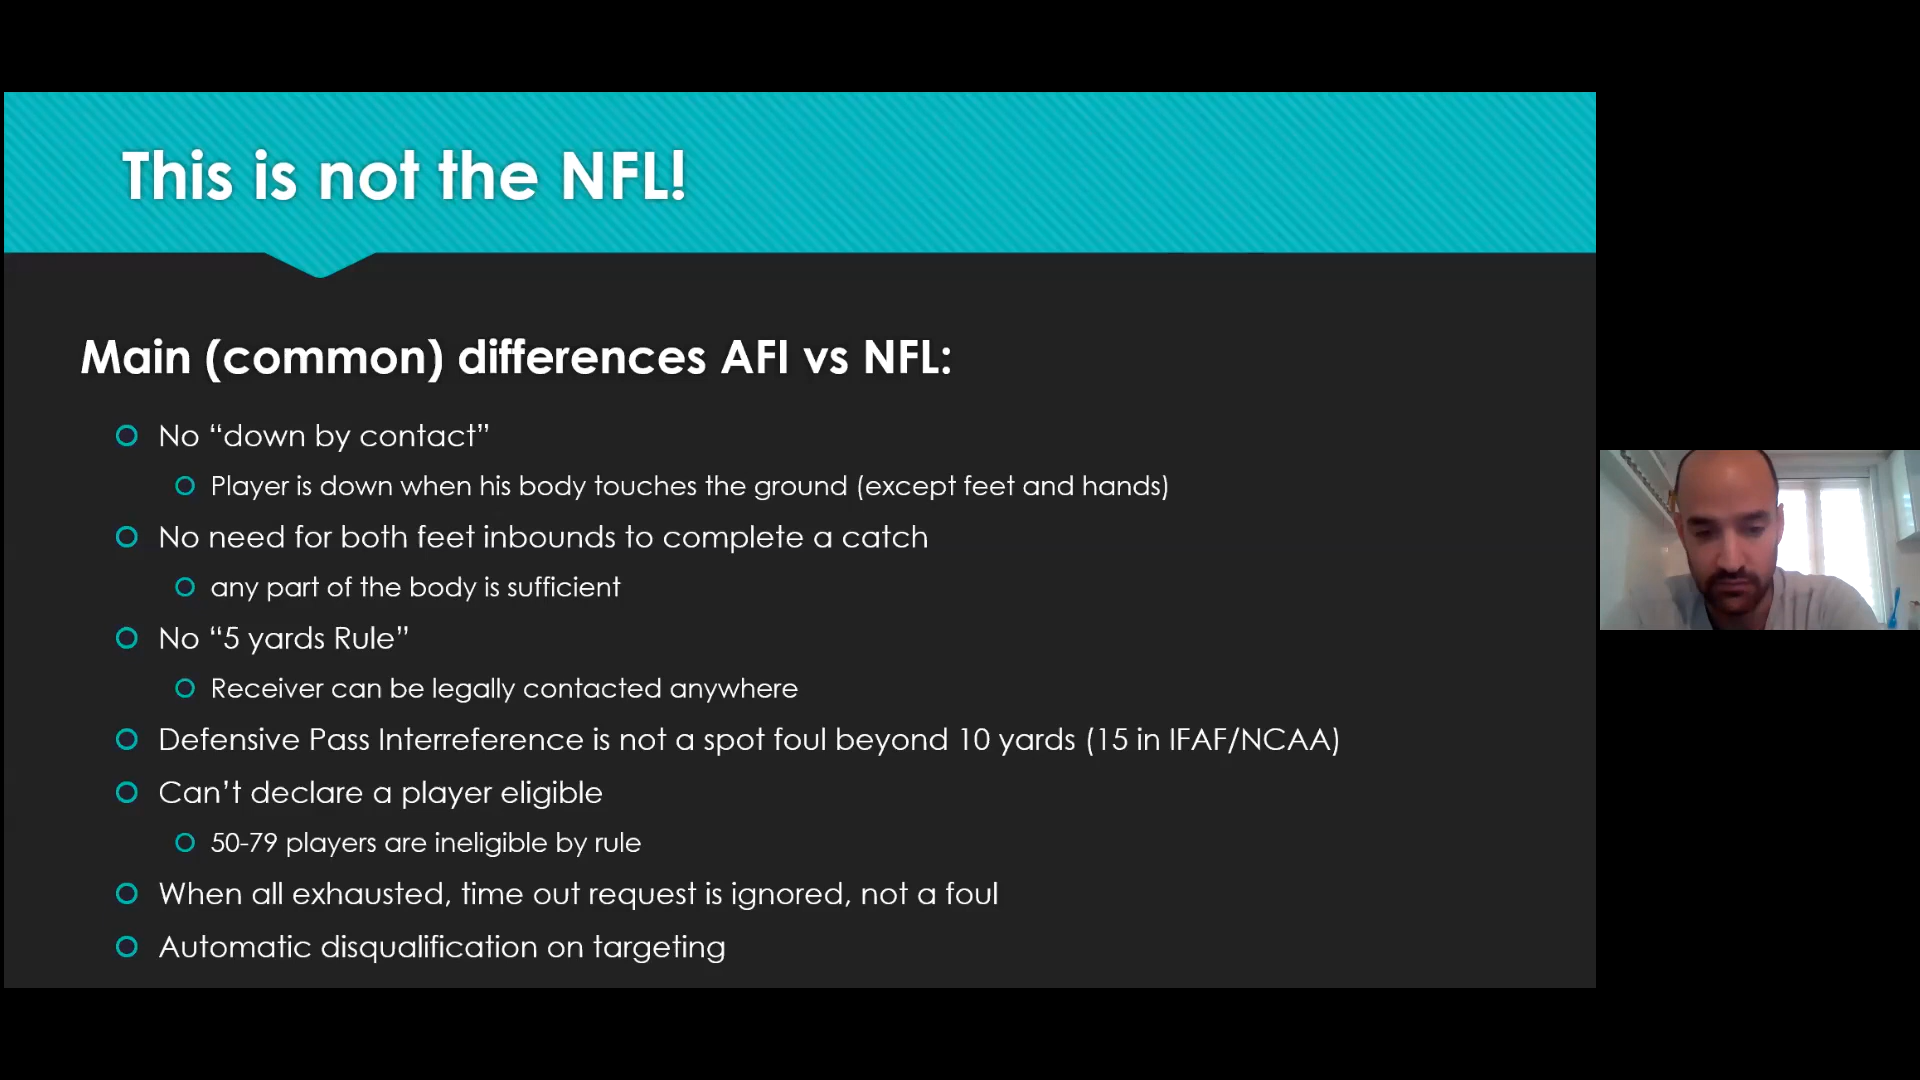 This is not the NFL!
Main (common) differences AFI vs NFL:
No “down by contact”
Player is down when his body touches the ground (except feet and hands)
No need for both feet inbounds to complete a catch
any part of the body is sufficient
No “5 yards Rule”
Receiver can be legally contacted anywhere
Defensive Pass Interreference is not a spot foul beyond 10 yards (15 in IFAF/NCAA)
Can’t declare a player eligible
50-79 players are ineligible by rule
When all exhausted, time out request is ignored, not a foul
Automatic disqualification on targeting